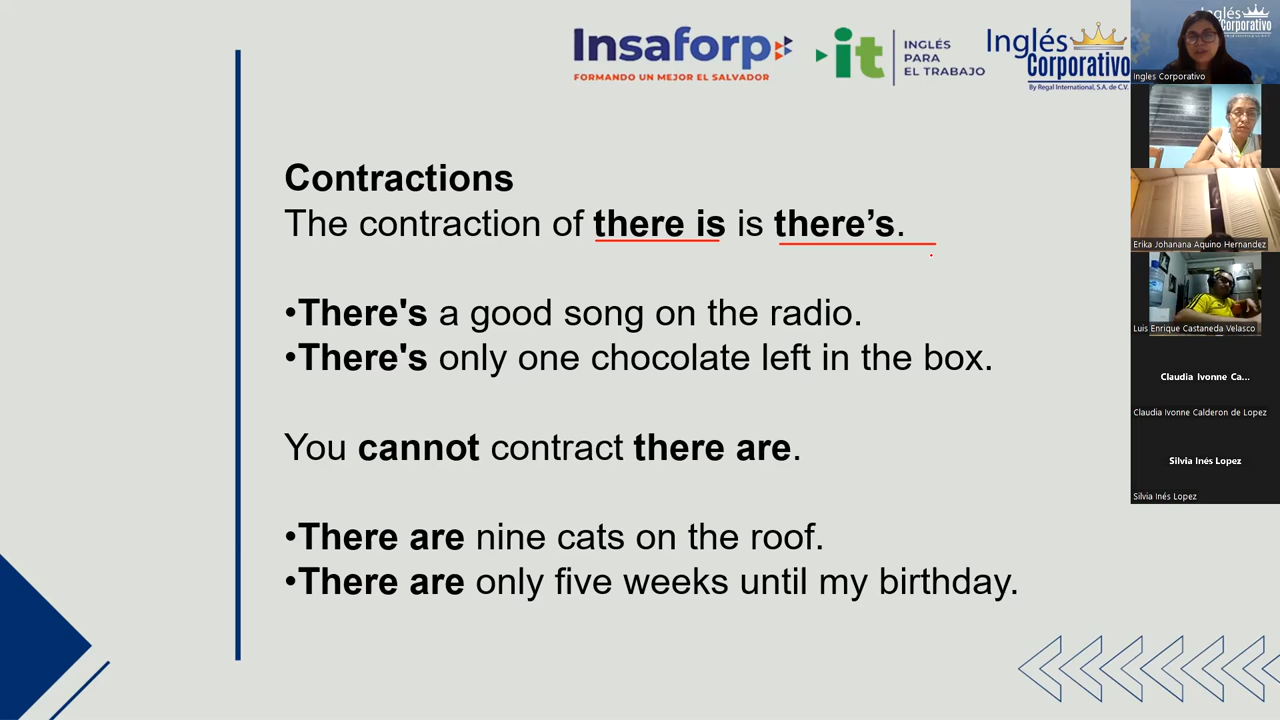 Insaforp
FORMANDO UN MEJOR EL SALVADOR
it
INGLÉS
PARA
EL TRABAJO
Inglés
Corporativo
By Regal International, S.A. de C.V.
Contractions
The contraction of there is is there’s.
•There's a good song on the radio.
•There's only one chocolate left in the box.
You cannot contract there are.
•There are nine cats on the roof.
•There are only five weeks until my birthday.
Inglés
Corporativo
Ingles Corporativo
Erika Johanana Aquino Hernandez
Luis Enrique Castaneda Velasco
Claudia Ivonne Ca...
Claudia Ivonne Calderon de Lopez
Silvia Inés Lopez
Silvia Inés Lopez